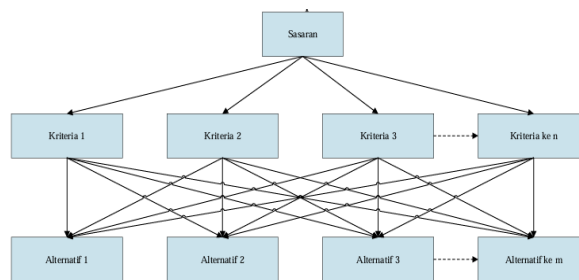 Sasaran
Kriteria 1
Kriteria 2
Kriteria 3
Kriteria ke n
Alternatif 1
Alternatif 2
Alternatif 3
Alternatif ke m